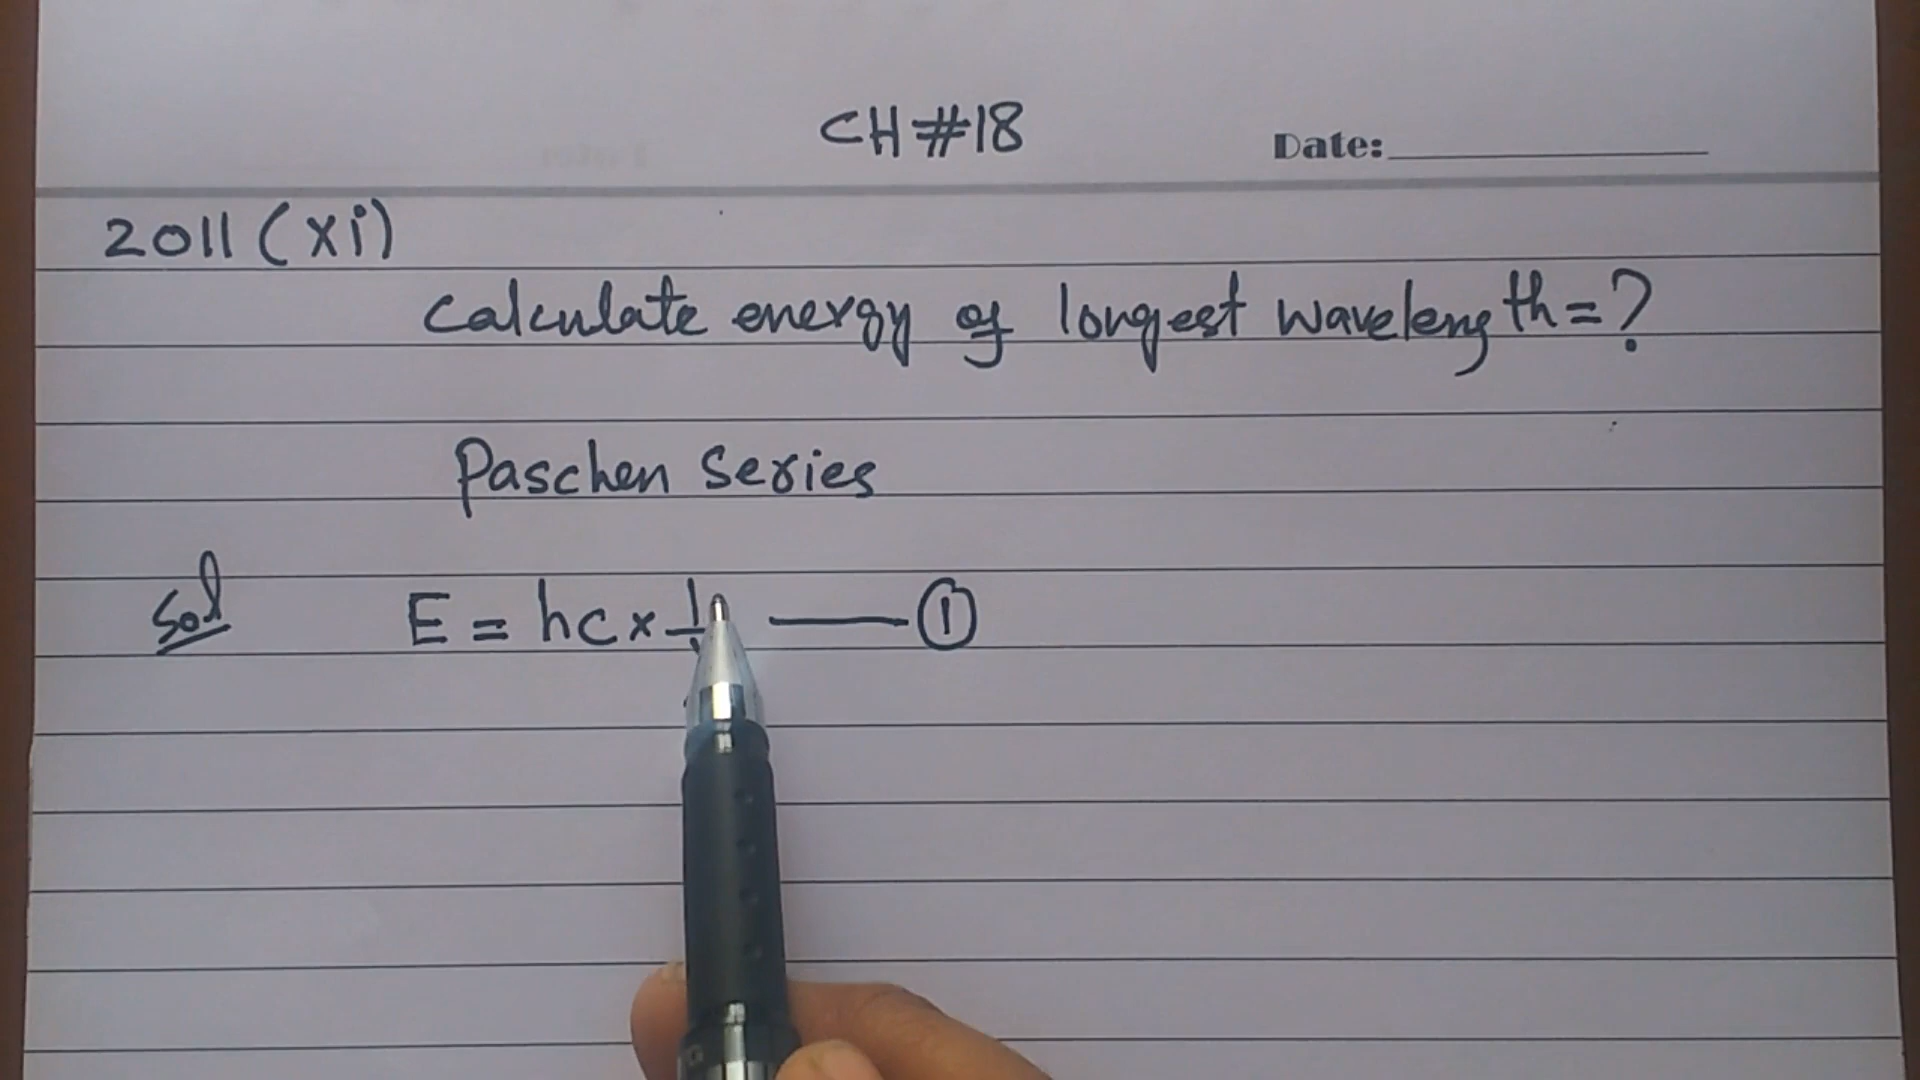 CH#18
Date:
2011 (xi)
Calculate energy of longest wavelength=?
Paschen Series
Sol E = hc x 1 —— ①